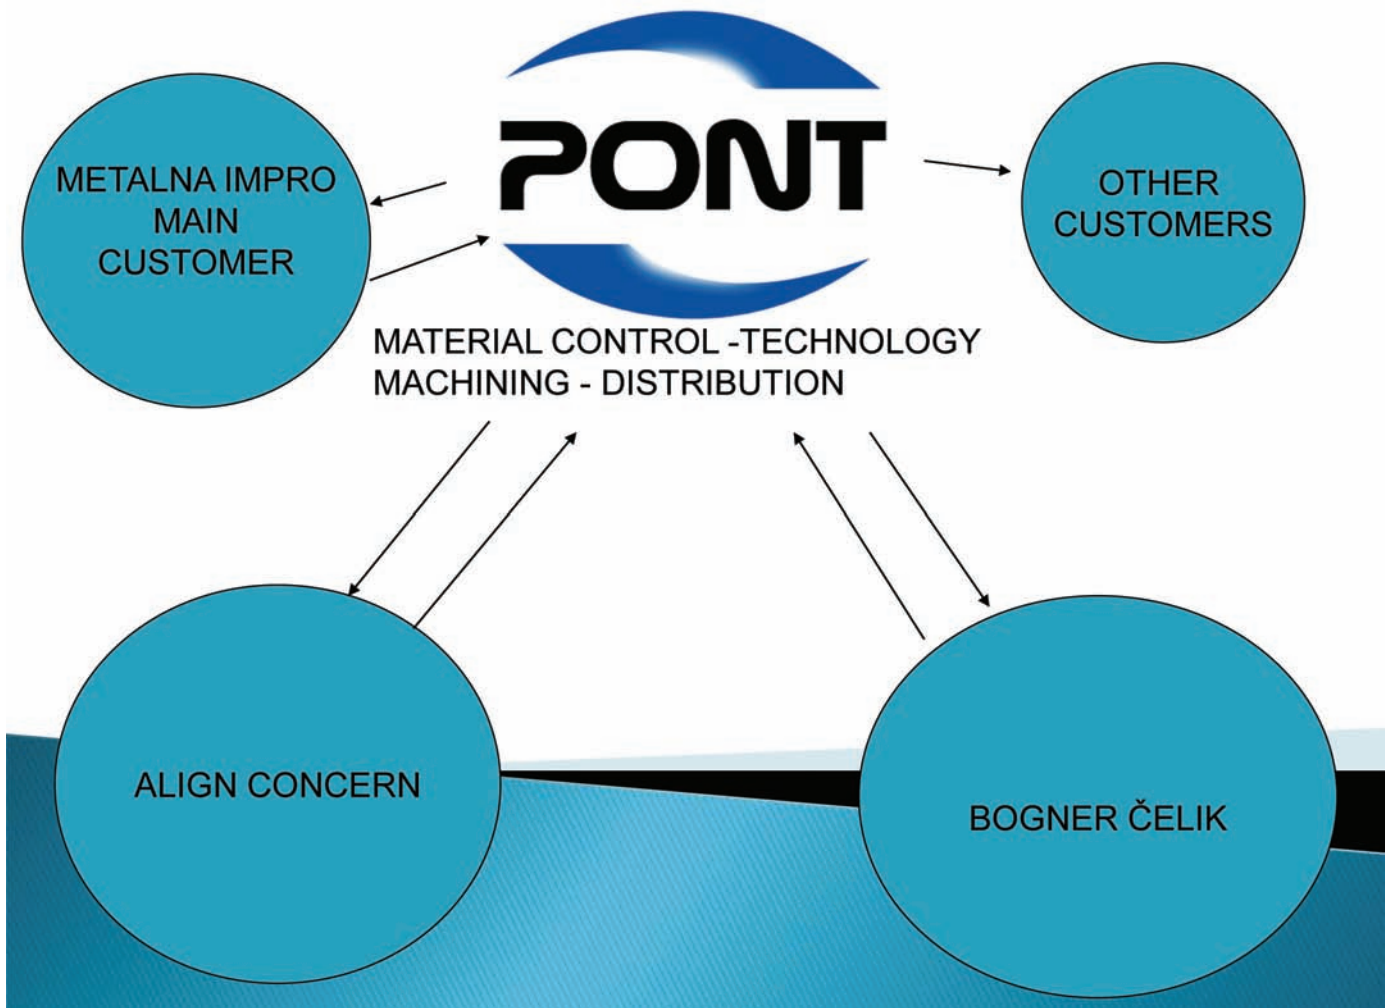 PONT
METALNA IMPRO
MAIN
CUSTOMER
OTHER
CUSTOMERS
MATERIAL CONTROL -TECHNOLOGY
MACHINING - DISTRIBUTION
ALIGN CONCERN
BOGNER ČELIK